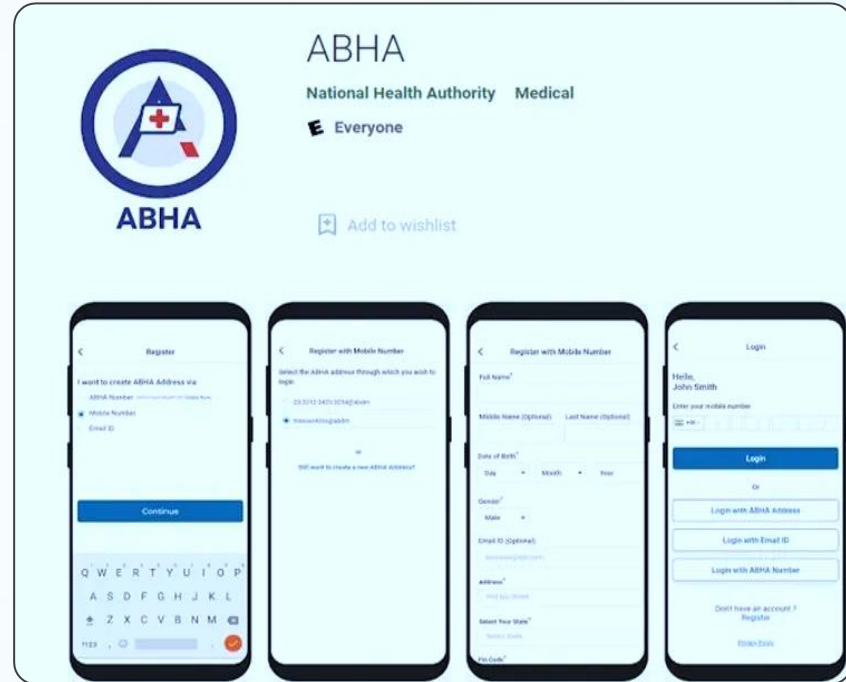 ABHA
National Health Authority Medical
E Everyone
ABHA
Add to wishlist
Register
I want to create ABHA Address via
ABHA Number
Mobile Number
Email ID
Continue
Q W E R T Y U I O P
A S D F G H J K L
Z X C V B N M
?123 , .
Register with Mobile Number
Select the ABHA address through which you wish to
login
or
Still want to create a new ABHA Address?
Register with Mobile Number
Full Name*
Middle Name (Optional) Last Name (Optional)
Date of Birth*
Day Month Year
Gender*
Male
Email ID (Optional)
Address*
Select Your State*
Select State
Pin Code*
Login
Hello,
John Smith
Enter your mobile number
+91
Login
Or
Login with ABHA Address
Login with Email ID
Login with ABHA Number
Don't have an account ?
Register